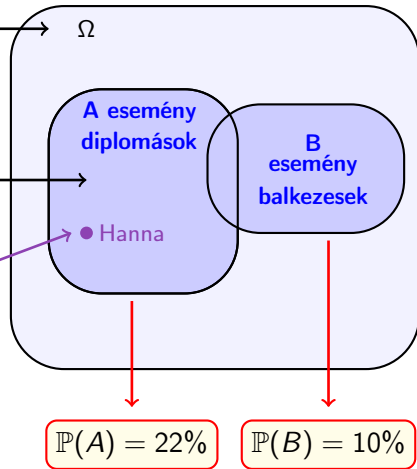 Ω
A esemény
diplomások
B
esemény
balkezesek
Hanna
ℙ(A) = 22%
ℙ(B) = 10%